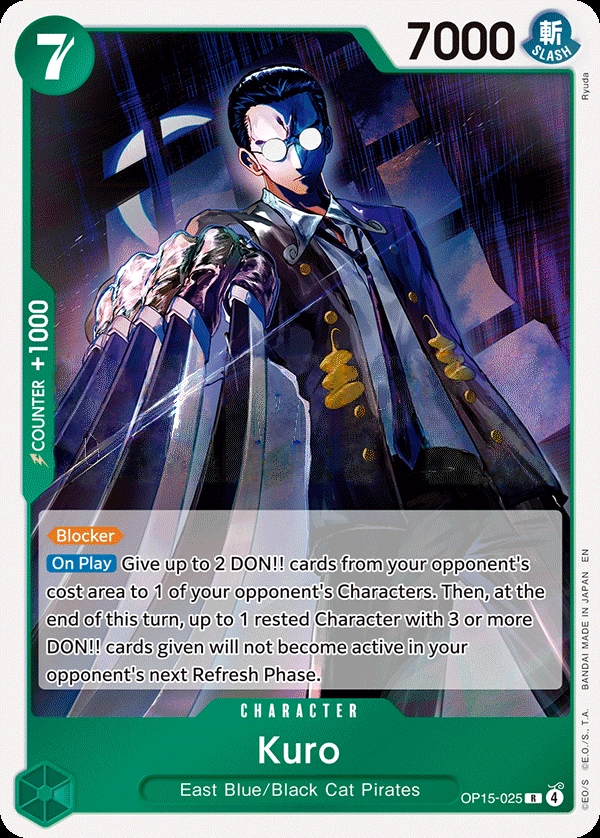 7
7000
斬
SLASH
Ryuda
COUNTER +1000
Blocker
On Play Give up to 2 DON!! cards from your opponent's
cost area to 1 of your opponent's Characters. Then, at the
end of this turn, up to 1 rested Character with 3 or more
DON!! cards given will not become active in your
opponent's next Refresh Phase.
CHARACTER
Kuro
East Blue/Black Cat Pirates
OP15-025 R 4
©E.O/S ©E.O./S., T.A. BANDAI MADE IN JAPAN EN